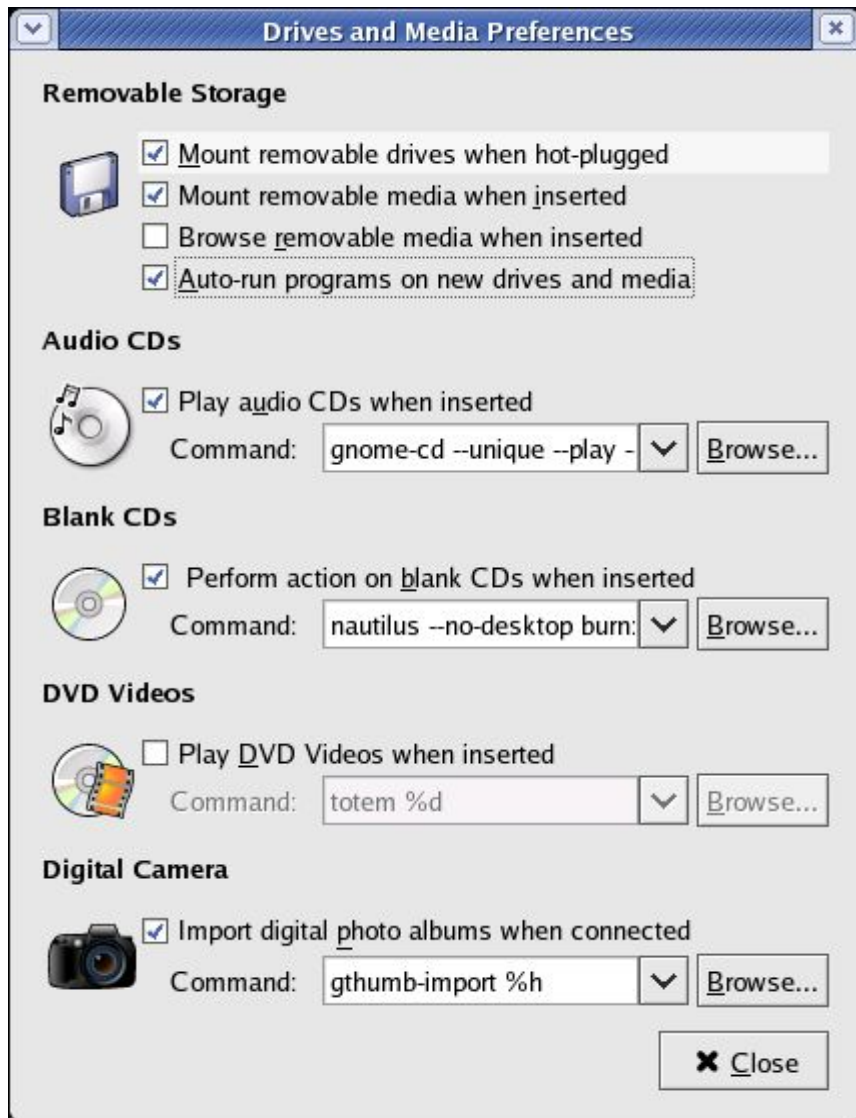 Drives and Media Preferences
Removable Storage
Mount removable drives when hot-plugged
Mount removable media when inserted
Browse removable media when inserted
Auto-run programs on new drives and media
Audio CDs
Play audio CDs when inserted
Command: gnome-cd --unique --play - Browse...
Blank CDs
Perform action on blank CDs when inserted
Command: nautilus --no-desktop burn: Browse...
DVD Videos
Play DVD Videos when inserted
Command: totem %d Browse...
Digital Camera
Import digital photo albums when connected
Command: gthumb-import %h Browse...
Close